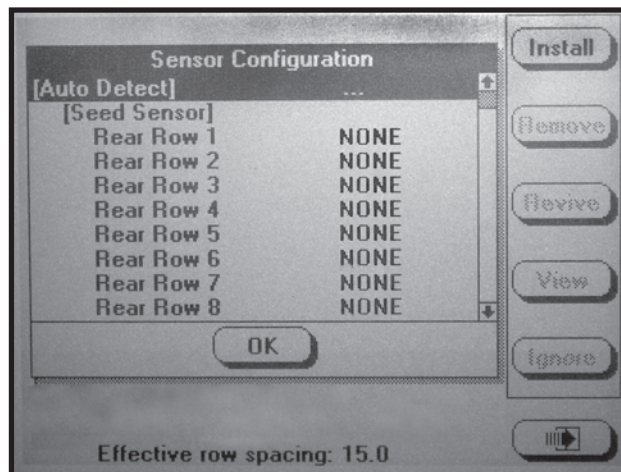 Sensor Configuration
[Auto Detect] ...
[Seed Sensor]
Rear Row 1 NONE
Rear Row 2 NONE
Rear Row 3 NONE
Rear Row 4 NONE
Rear Row 5 NONE
Rear Row 6 NONE
Rear Row 7 NONE
Rear Row 8 NONE
OK
Effective row spacing: 15.0
Install
Remove
Revive
View
Ignore